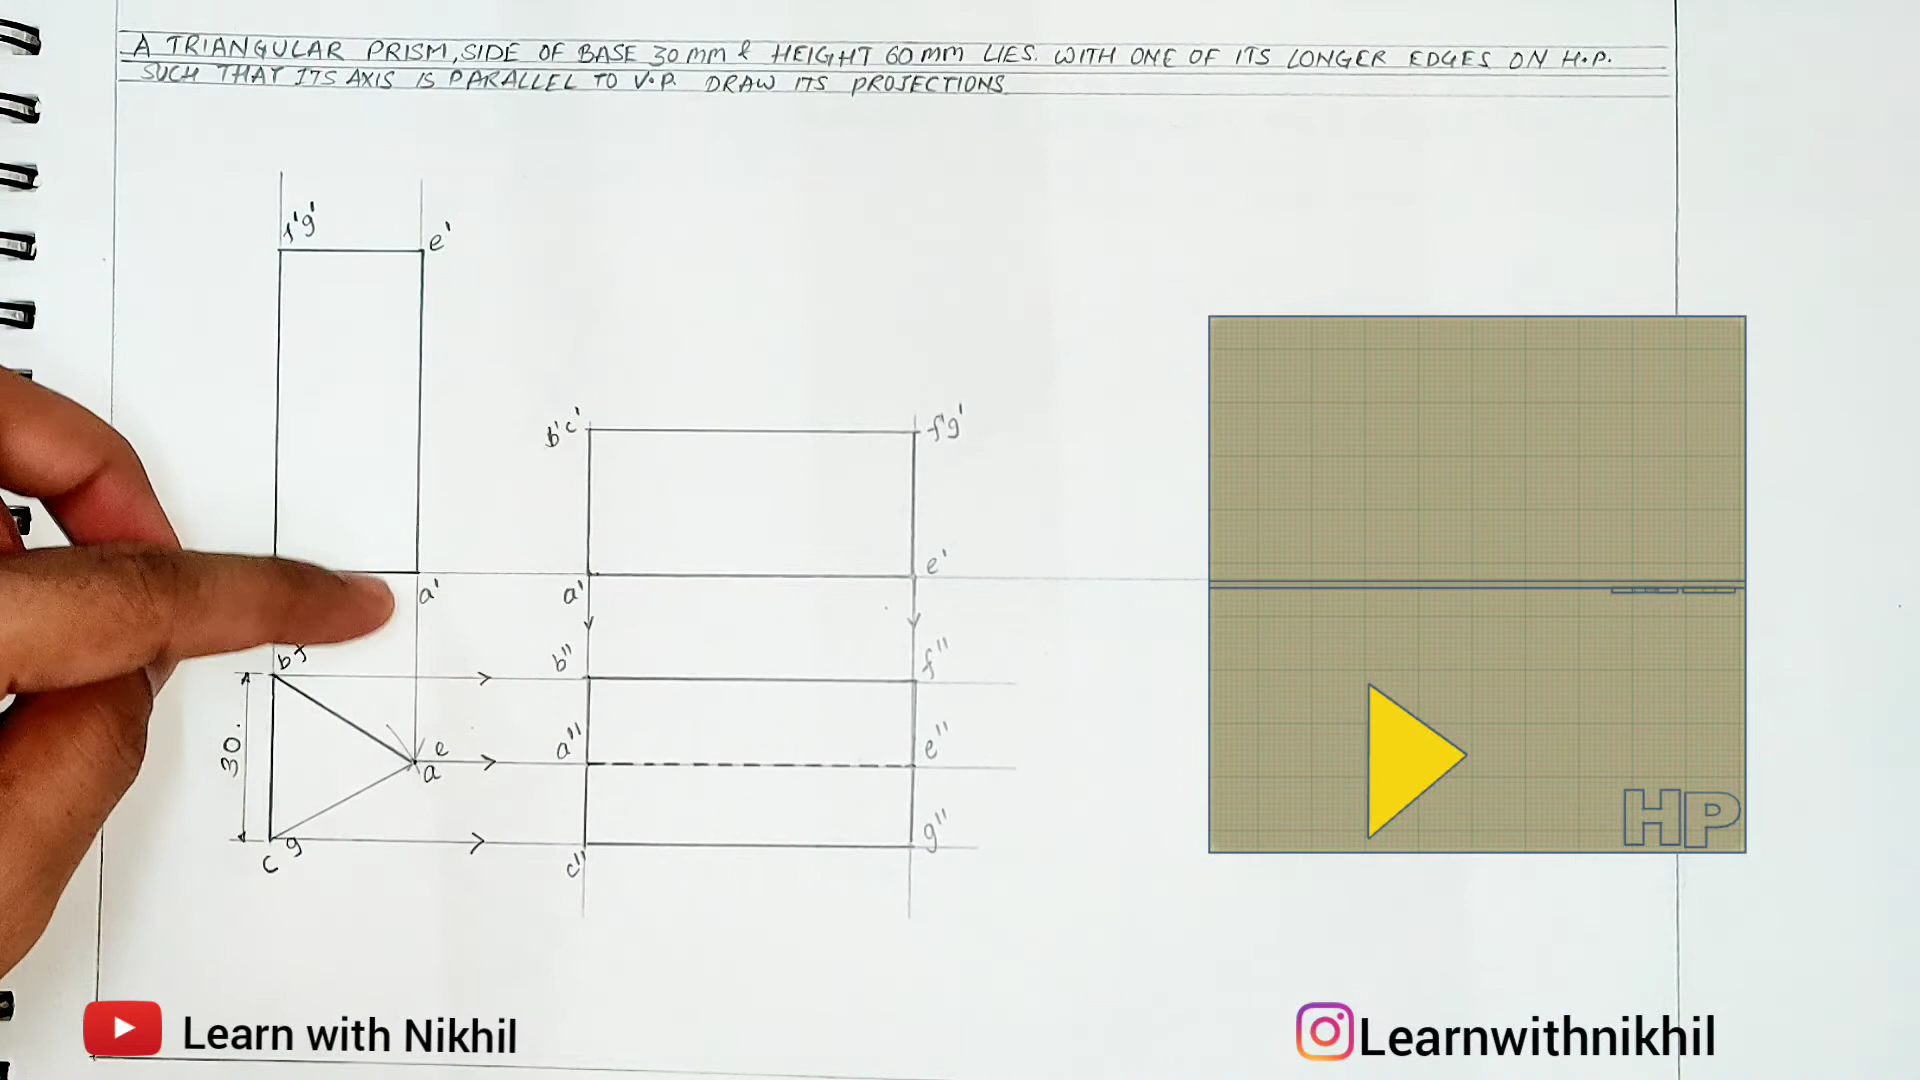 A TRIANGULAR PRISM, SIDE OF BASE 30 mm & HEIGHT 60 mm LIES. WITH ONE OF ITS LONGER EDGES ON H.P.
SUCH THAT ITS AXIS IS PARALLEL TO V.P. DRAW ITS PROJECTIONS
f'g' e'
b'c' f'g'
a' a' e'
b f b" f"
30. e a a" e"
c g c" g"
HP
Learn with Nikhil
Learnwithnikhil